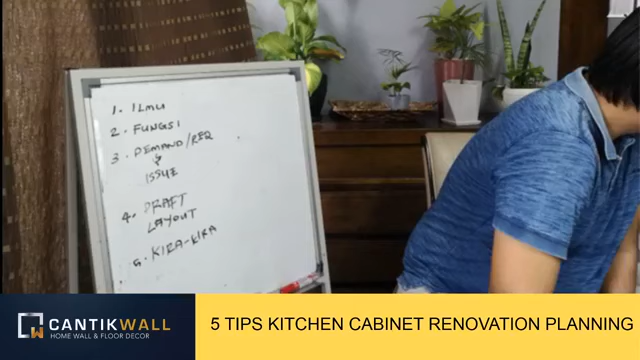 1. ILMU
2. FUNGSI
3. DEMAND/REQ
ISSUE
4. DRAFT
LAYOUT
5. KIRA-KIRA
CANTIKWALL
HOME WALL & FLOOR DECOR
5 TIPS KITCHEN CABINET RENOVATION PLANNING